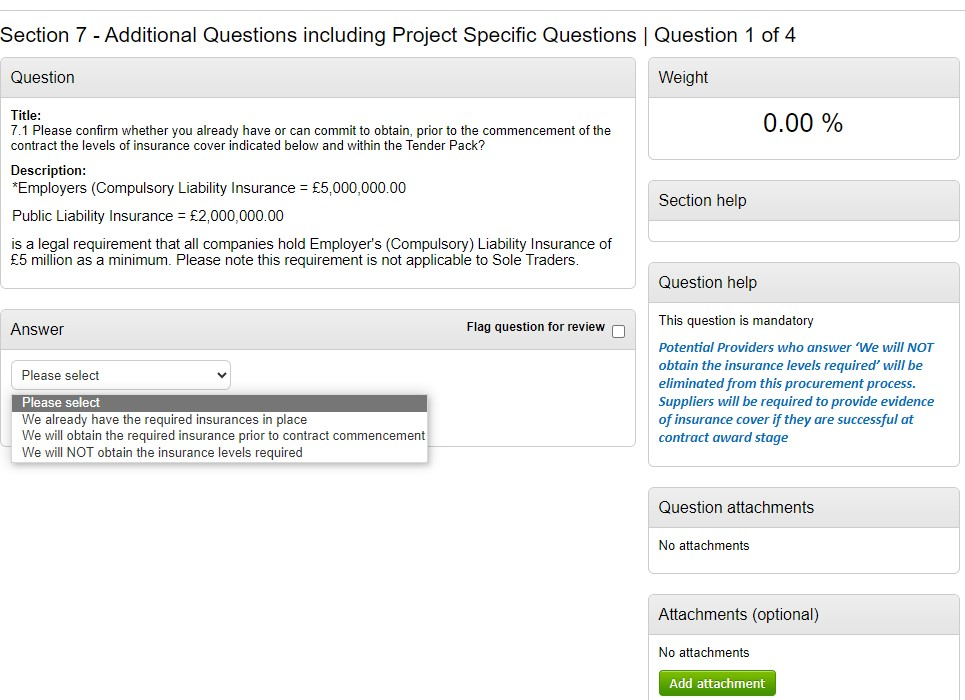 Section 7 - Additional Questions including Project Specific Questions | Question 1 of 4
Question
Title:
7.1 Please confirm whether you already have or can commit to obtain, prior to the commencement of the
contract the levels of insurance cover indicated below and within the Tender Pack?
Description:
*Employers (Compulsory Liability Insurance = £5,000,000.00
Public Liability Insurance = £2,000,000.00
is a legal requirement that all companies hold Employer's (Compulsory) Liability Insurance of
£5 million as a minimum. Please note this requirement is not applicable to Sole Traders.
Answer
Flag question for review
Please select
Please select
We already have the required insurances in place
We will obtain the required insurance prior to contract commencement
We will NOT obtain the insurance levels required
Weight
0.00 %
Section help
Question help
This question is mandatory
Potential Providers who answer ‘We will NOT
obtain the insurance levels required’ will be
eliminated from this procurement process.
Suppliers will be required to provide evidence
of insurance cover if they are successful at
contract award stage
Question attachments
No attachments
Attachments (optional)
No attachments
Add attachment